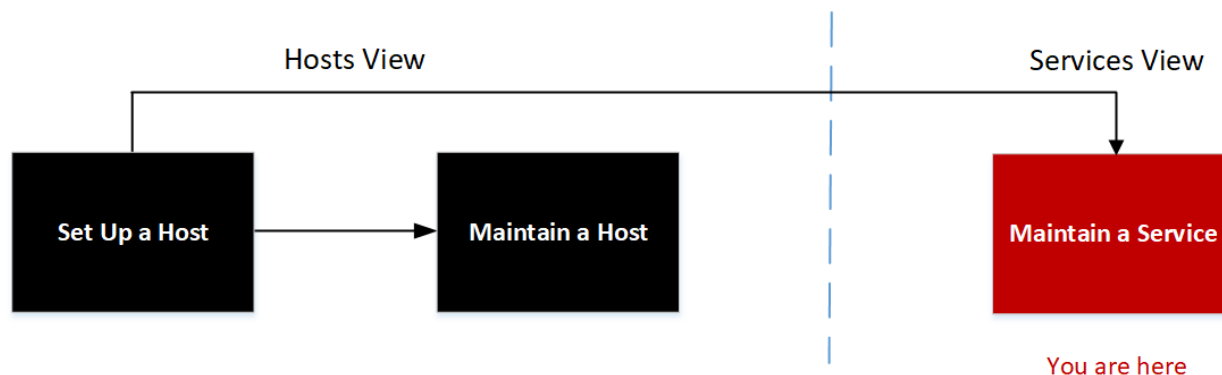 Hosts View
Services View
Set Up a Host
Maintain a Host
Maintain a Service
You are here